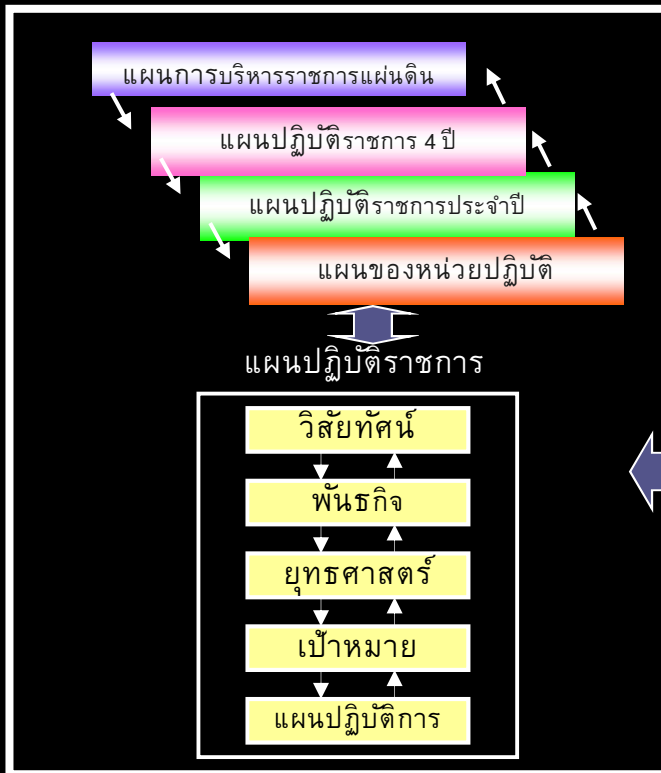 แผนการบริหารราชการแผ่นดิน
แผนปฏิบัติราชการ 4 ปี
แผนปฏิบัติราชการประจำปี
แผนของหน่วยปฏิบัติ
แผนปฏิบัติราชการ
วิสัยทัศน์
พันธกิจ
ยุทธศาสตร์
เป้าหมาย
แผนปฏิบัติการ